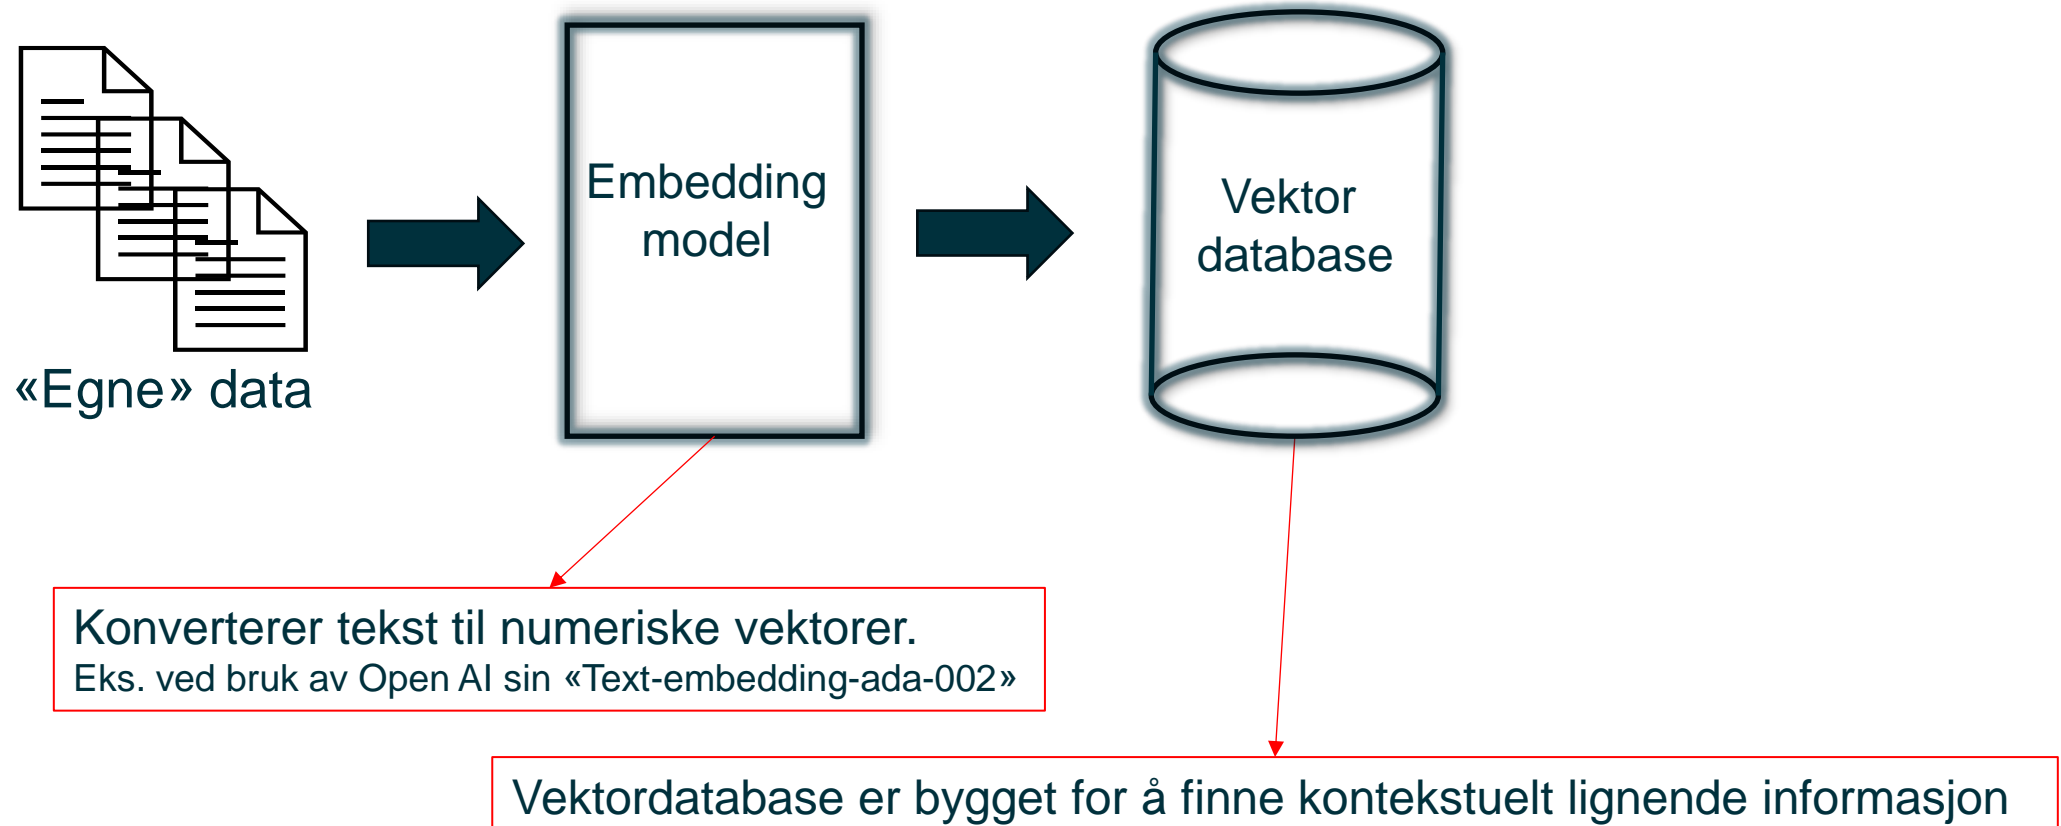 Embedding
model
Vektor
database
«Egne» data
Konverterer tekst til numeriske vektorer.
Eks. ved bruk av Open AI sin «Text-embedding-ada-002»
Vektordatabase er bygget for å finne kontekstuelt lignende informasjon